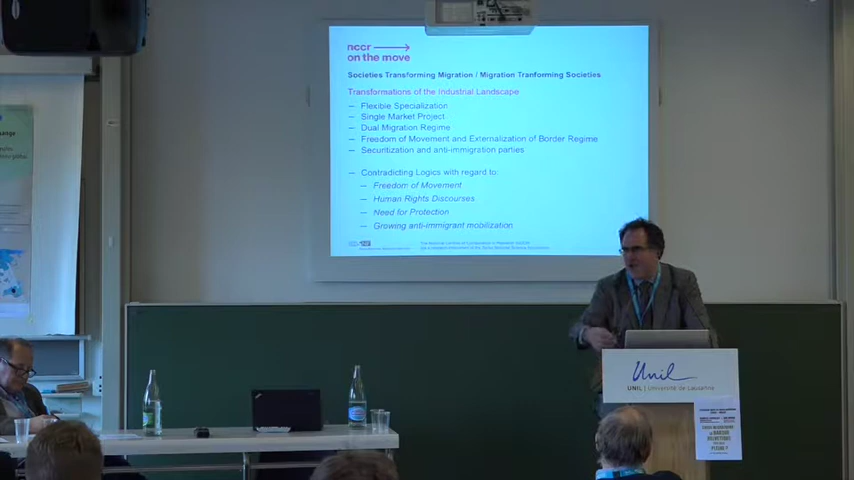 nccr
on the move
Societies Transforming Migration / Migration Tranforming Societies
Transformations of the Industrial Landscape
– Flexible Specialization
– Single Market Project
– Dual Migration Regime
– Freedom of Movement and Externalization of Border Regime
– Securitization and anti-immigration parties
– Contradicting Logics with regard to:
– Freedom of Movement
– Human Rights Discourses
– Need for Protection
– Growing anti-immigrant mobilization
Unil
UNIL | Université de Lausanne